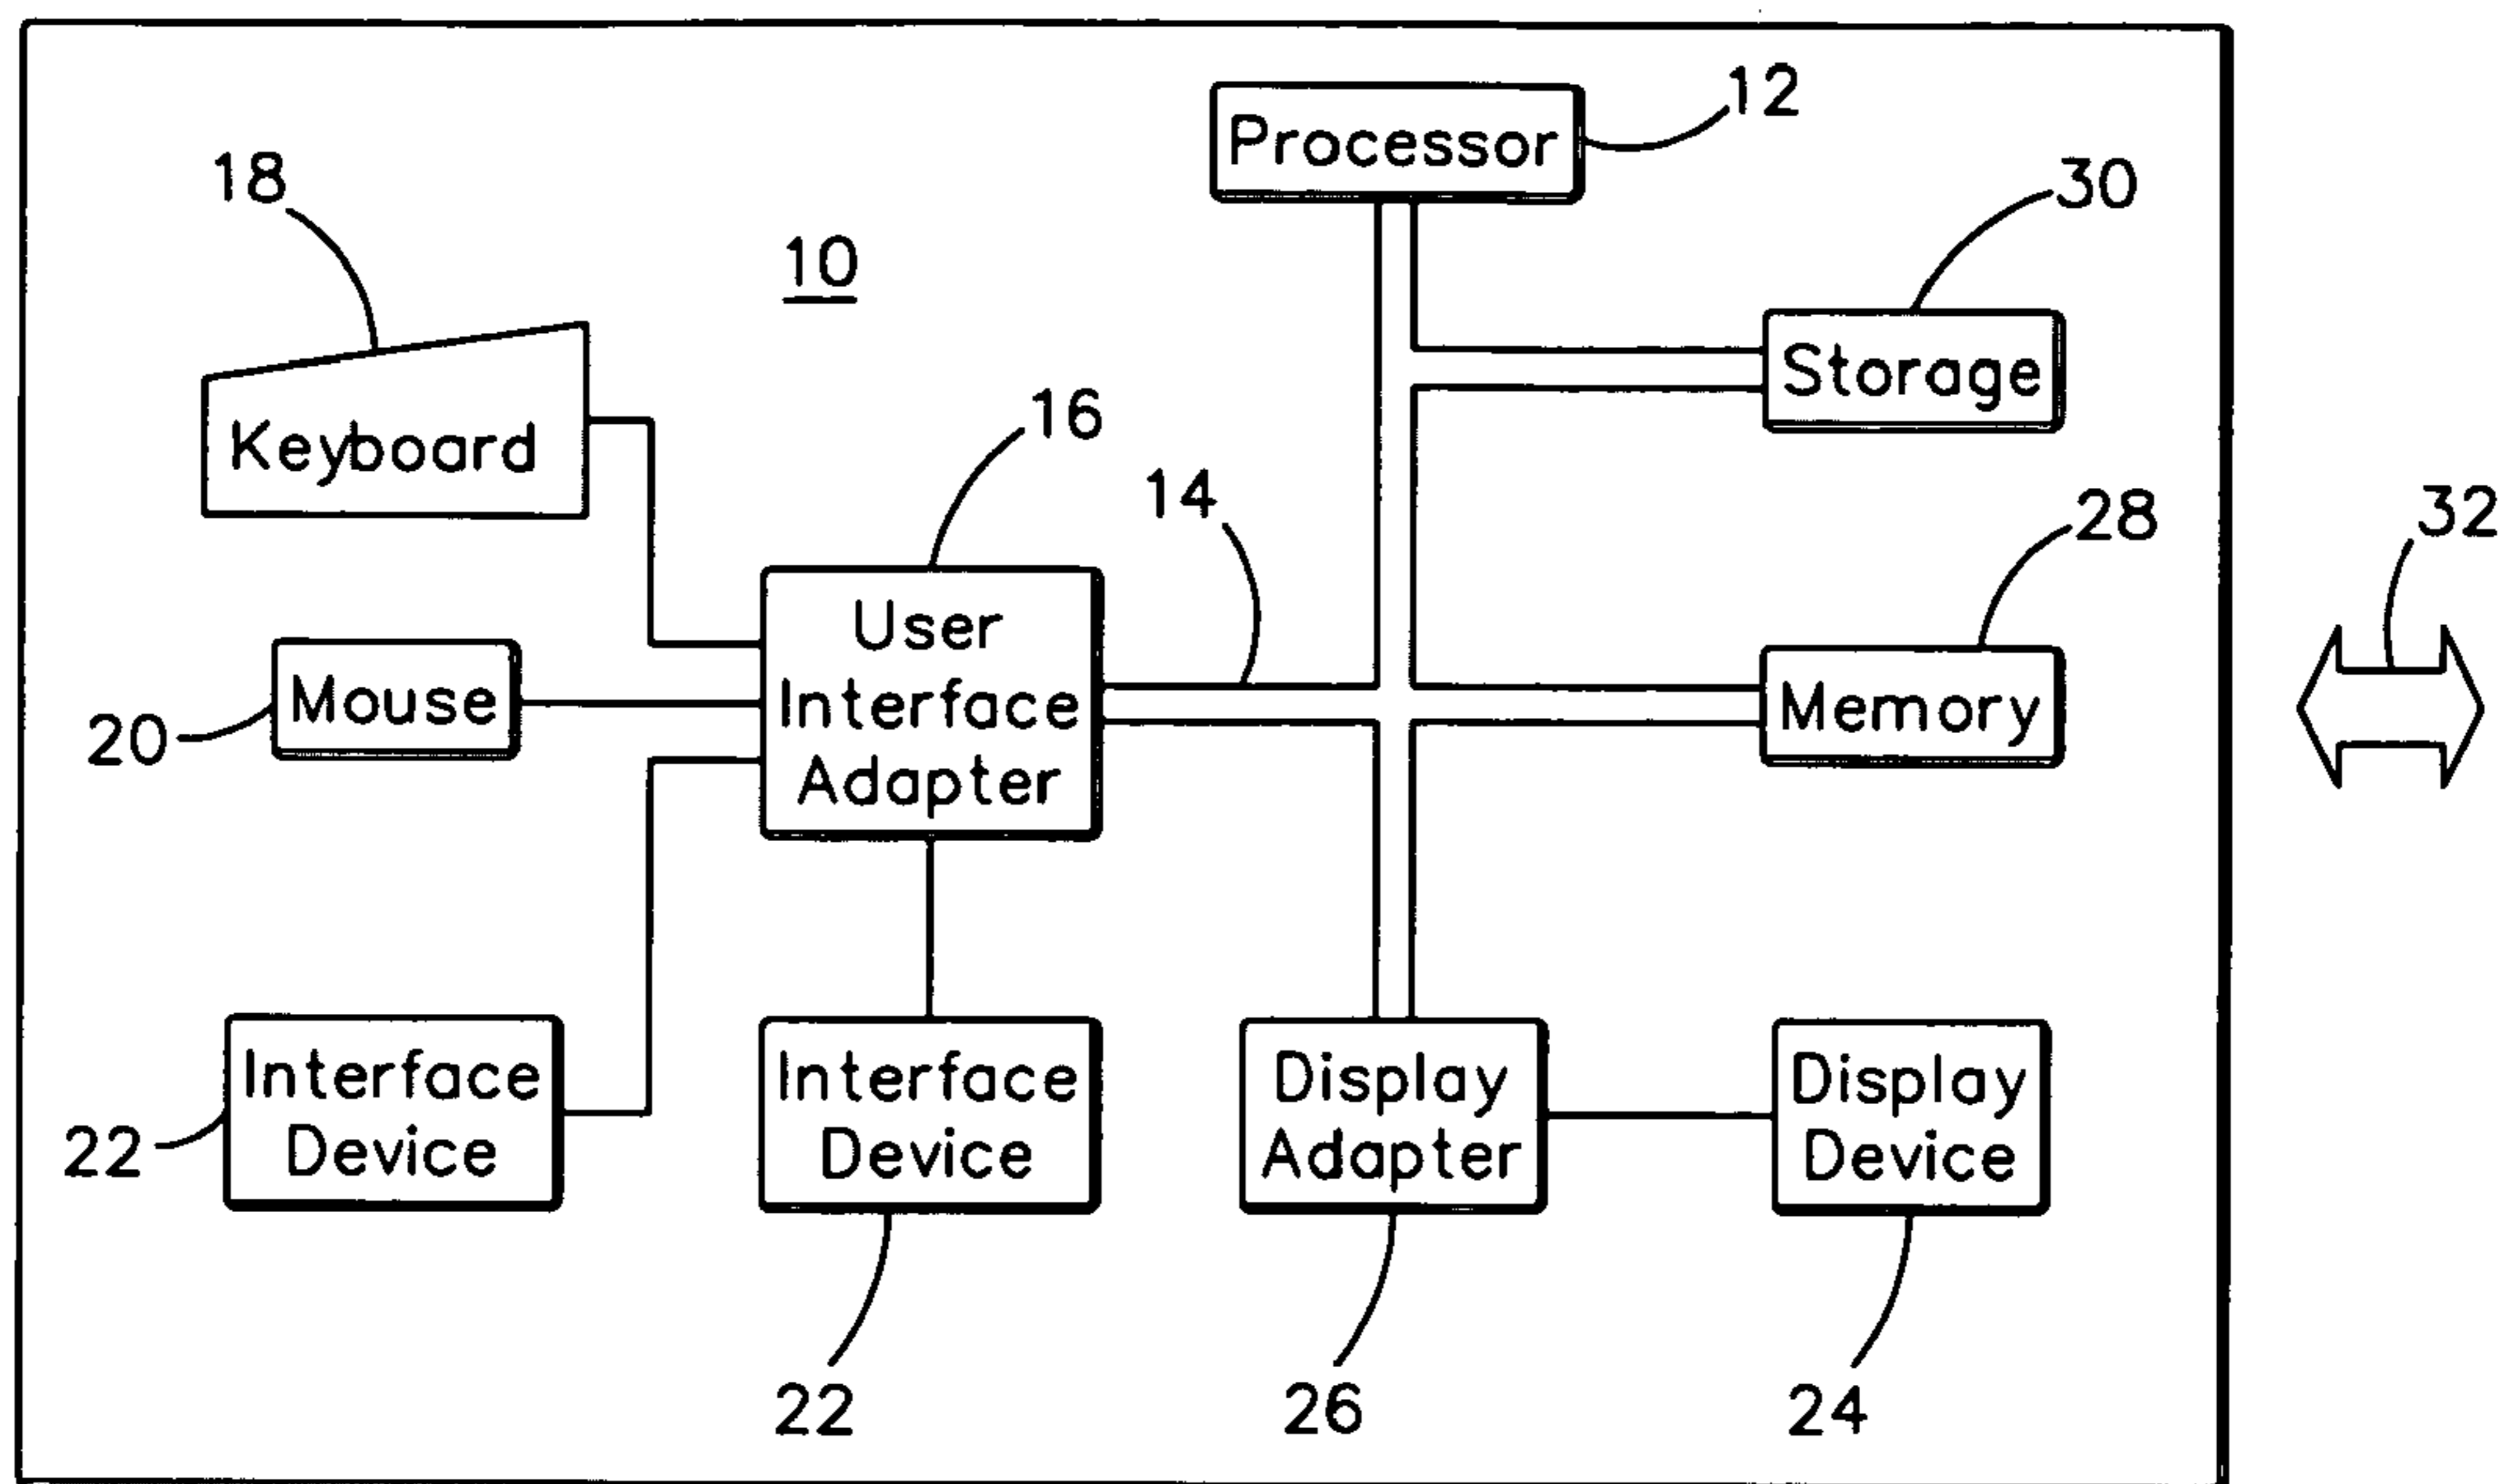 12
Processor
18
30
10
Storage
16
Keyboard
14
28
32
User
Interface
Adapter
Mouse
Memory
20
Interface
Device
Interface
Device
Display
Adapter
Display
Device
22
22
26
24